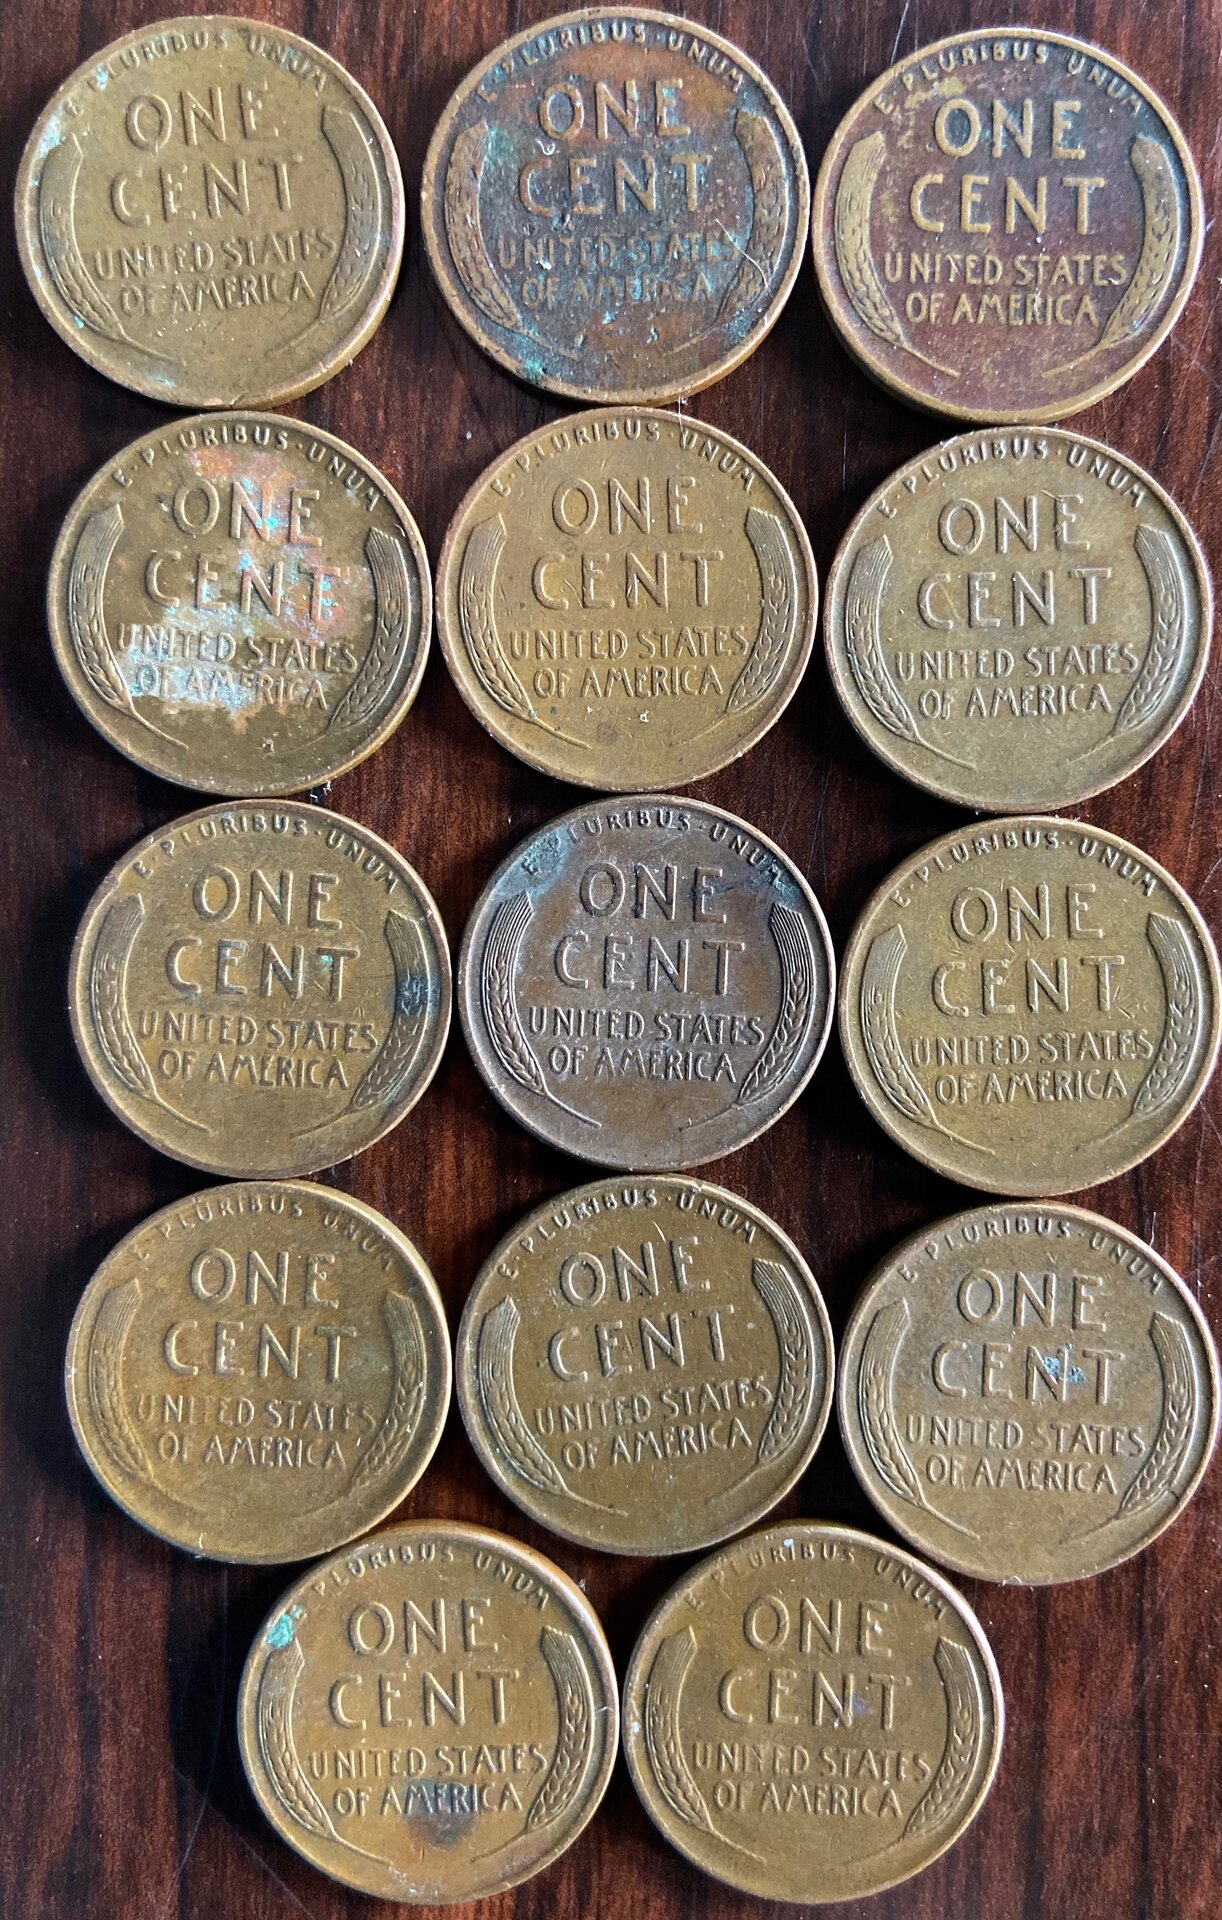 E·PLURIBUS·UNUM
ONE
CENT
UNITED STATES
OF AMERICA
E·PLURIBUS·UNUM
ONE
CENT
UNITED STATES
OF AMERICA
E·PLURIBUS UNUM
ONE
CENT
UNITED STATES
OF AMERICA
E·PLURIBUS·UNUM
ONE
CENT
UNITED STATES
OF AMERICA
E·PLURIBUS·UNUM
ONE
CENT
UNITED STATES
OF AMERICA
E·PLURIBUS·UNUM
ONE
CENT
UNITED STATES
OF AMERICA
E·PLURIBUS·UNUM
ONE
CENT
UNITED STATES
OF AMERICA
E·PLURIBUS·UNUM
ONE
CENT
UNITED STATES
OF AMERICA
E·PLURIBUS·UNUM
ONE
CENT
UNITED STATES
OF AMERICA
E·PLURIBUS UNUM
ONE
CENT
UNITED STATES
OF AMERICA
E·PLURIBUS·UNUM
ONE
CENT
UNITED STATES
OF AMERICA
E·PLURIBUS·UNUM
ONE
CENT
UNITED STATES
OF AMERICA
E PLURIBUS UNUM
ONE
CENT
UNITED STATES
OF AMERICA
E PLURIBUS UNUM
ONE
CENT
UNITED STATES
OF AMERICA